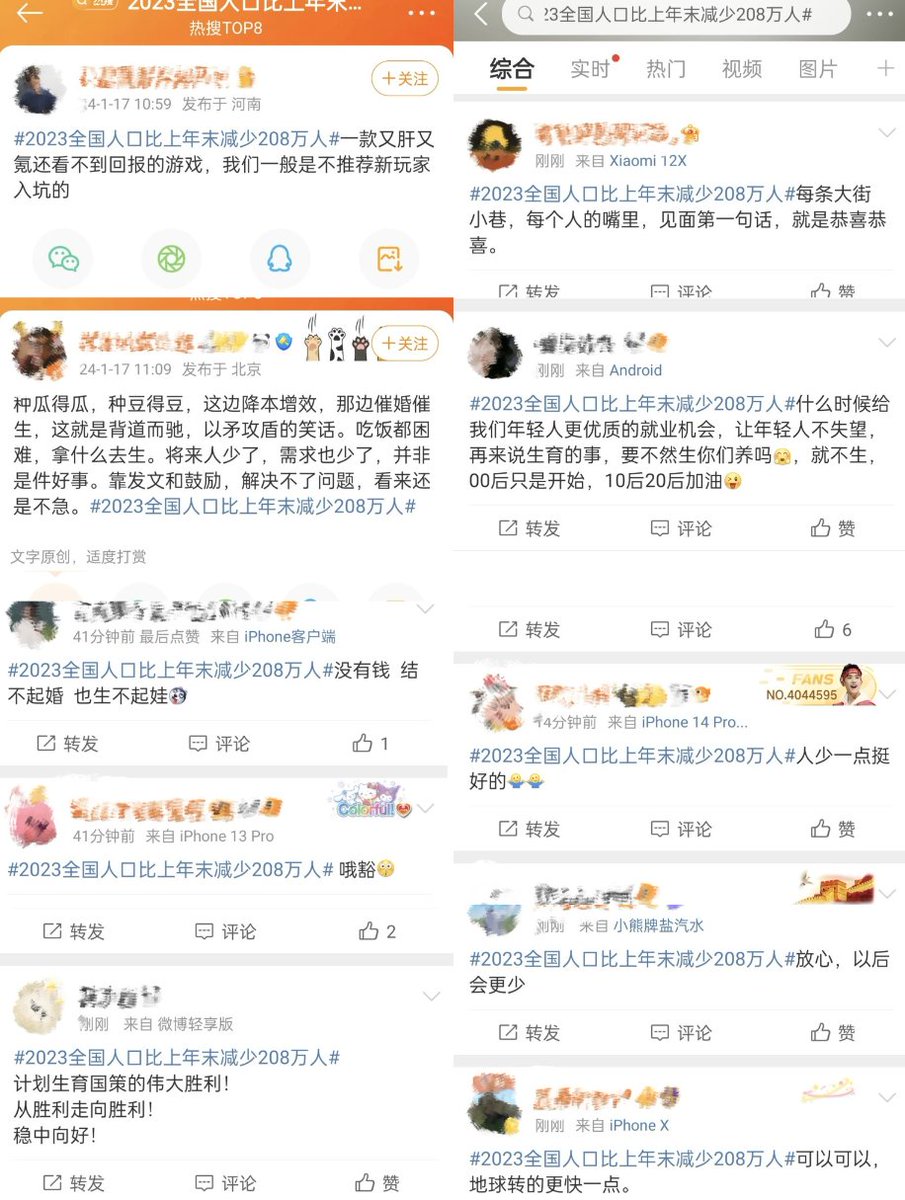 2023全国人口比上年末…
热搜TOP8
+关注
24-1-17 10:59 发布于 河南
#2023全国人口比上年末减少208万人#一款又肝又
氪还看不到回报的游戏，我们一般是不推荐新玩家
入坑的
+关注
24-1-17 11:09 发布于 北京
种瓜得瓜，种豆得豆，这边降本增效，那边催婚催
生，这就是背道而驰，以矛攻盾的笑话。吃饭都困
难，拿什么去生。将来人少了，需求也少了，并非
是件好事。靠发文和鼓励，解决不了问题，看来还
是不急。#2023全国人口比上年末减少208万人#
文字原创，适度打赏
41分钟前 最后点赞 来自 iPhone客户端
#2023全国人口比上年末减少208万人#没有钱 结
不起婚 也生不起娃
转发 评论 1
Colorful!
41分钟前 来自 iPhone 13 Pro
#2023全国人口比上年末减少208万人# 哦豁
转发 评论 2
刚刚 来自 微博轻享版
#2023全国人口比上年末减少208万人#
计划生育国策的伟大胜利！
从胜利走向胜利！
稳中向好！
转发 评论 赞
23全国人口比上年末减少208万人#
综合 实时 热门 视频 图片
刚刚 来自 Xiaomi 12X
#2023全国人口比上年末减少208万人#每条大街
小巷，每个人的嘴里，见面第一句话，就是恭喜恭
喜。
转发 评论 赞
刚刚 来自 Android
#2023全国人口比上年末减少208万人#什么时候给
我们年轻人更优质的就业机会，让年轻人不失望，
再来说生育的事，要不然生你们养吗，就不生，
00后只是开始，10后20后加油
转发 评论 赞
转发 评论 6
FANS
NO.4044595
14分钟前 来自 iPhone 14 Pro...
#2023全国人口比上年末减少208万人#人少一点挺
好的
转发 评论 赞
刚刚 来自 小熊牌盐汽水
#2023全国人口比上年末减少208万人#放心，以后
会更少
转发 评论 赞
刚刚 来自 iPhone X
#2023全国人口比上年末减少208万人#可以可以，
地球转的更快一点。